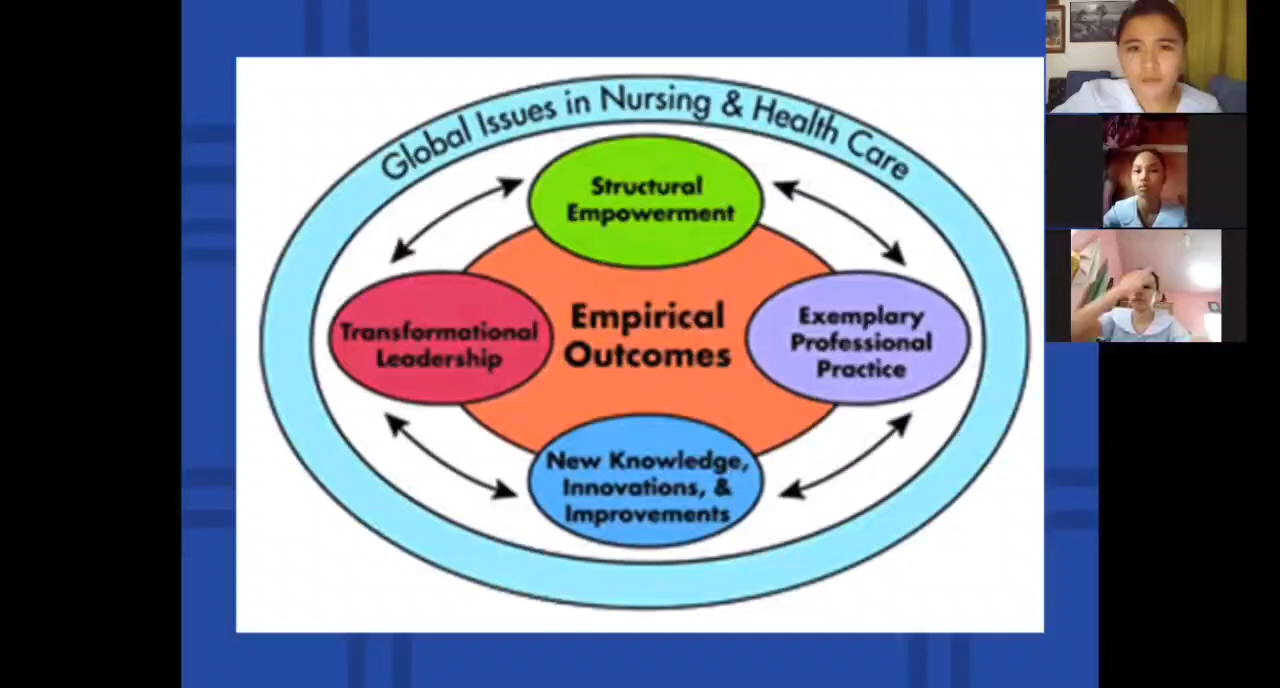 Global Issues in Nursing & Health Care
Structural
Empowerment
Transformational
Leadership
Empirical
Outcomes
Exemplary
Professional
Practice
New Knowledge,
Innovations, &
Improvements